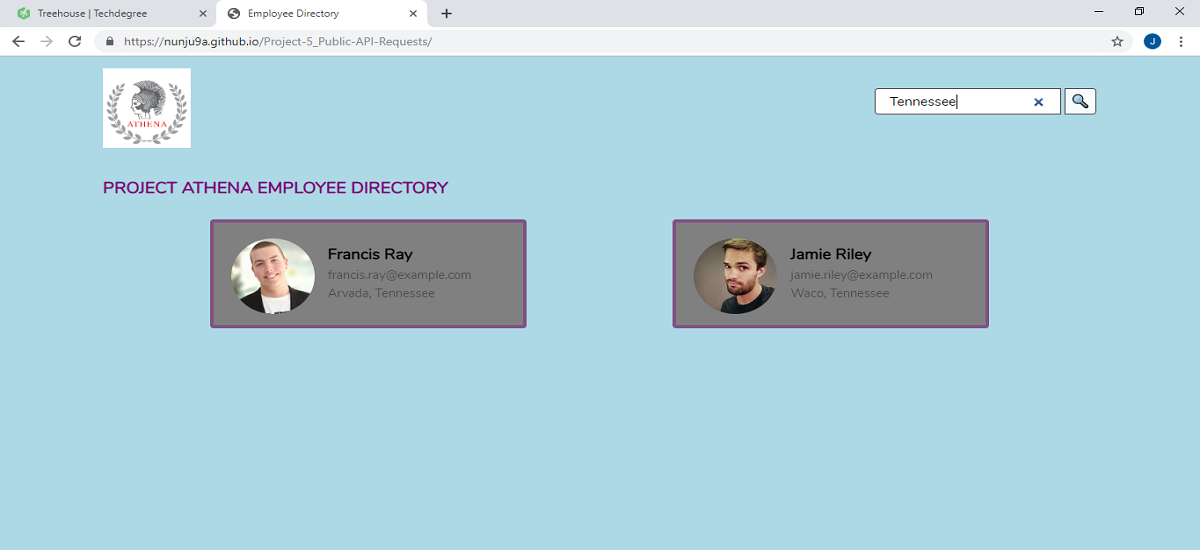 Treehouse | Techdegree
Employee Directory
https://nunju9a.github.io/Project-5_Public-API-Requests/
J
ATHENA
Tennessee
PROJECT ATHENA EMPLOYEE DIRECTORY
Francis Ray
francis.ray@example.com
Arvada, Tennessee
Jamie Riley
jamie.riley@example.com
Waco, Tennessee